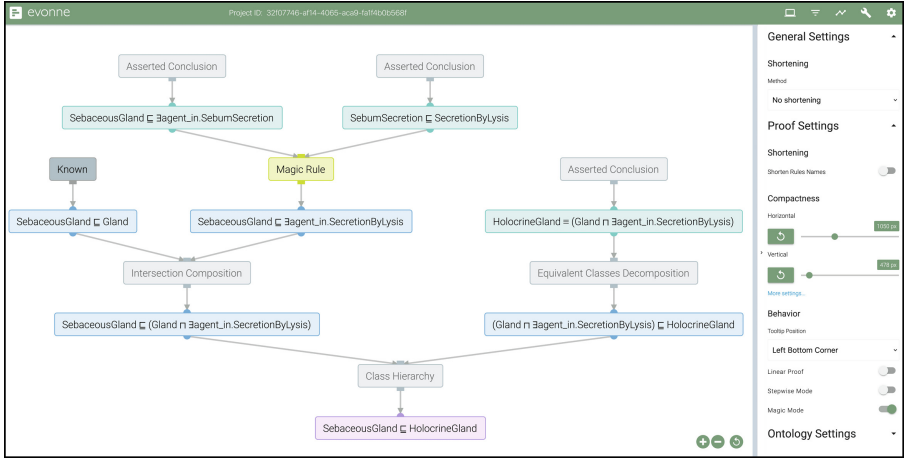 evonne
Project ID: 32f07746-af14-4065-aca9-fa1f4b0b568f
Asserted Conclusion
Asserted Conclusion
SebaceousGland ⊑ ∃agent_in.SebumSecretion
SebumSecretion ⊑ SecretionByLysis
Known
Magic Rule
Asserted Conclusion
SebaceousGland ⊑ Gland
SebaceousGland ⊑ ∃agent_in.SecretionByLysis
HolocrineGland ≡ (Gland ⊓ ∃agent_in.SecretionByLysis)
Intersection Composition
Equivalent Classes Decomposition
SebaceousGland ⊑ (Gland ⊓ ∃agent_in.SecretionByLysis)
(Gland ⊓ ∃agent_in.SecretionByLysis) ⊑ HolocrineGland
Class Hierarchy
SebaceousGland ⊑ HolocrineGland
General Settings
Shortening
Method
No shortening
Proof Settings
Shortening
Shorten Rules Names
Compactness
Horizontal
1050 px
Vertical
478 px
More settings...
Behavior
Tooltip Position
Left Bottom Corner
Linear Proof
Stepwise Mode
Magic Mode
Ontology Settings